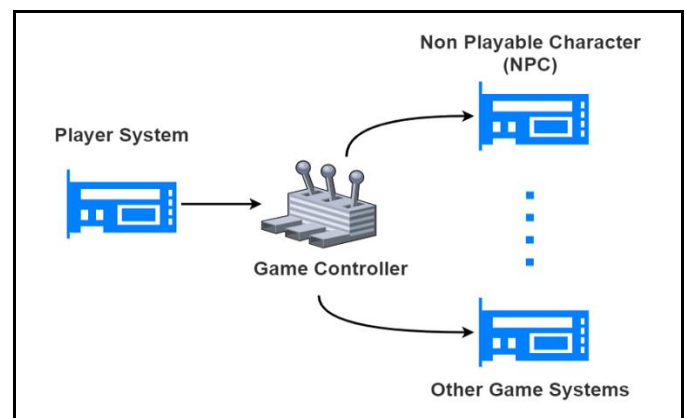 Non Playable Character
(NPC)
Player System
Game Controller
Other Game Systems